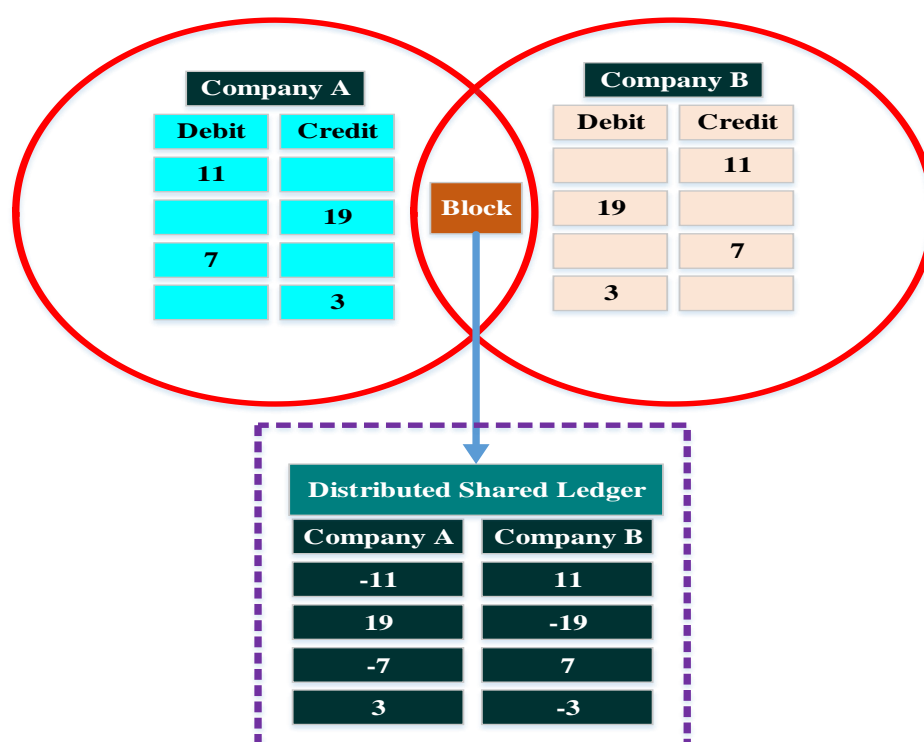 Company A
Debit Credit
11
19
7
3
Block
Company B
Debit Credit
11
19
7
3
Distributed Shared Ledger
Company A Company B
-11 11
19 -19
-7 7
3 -3